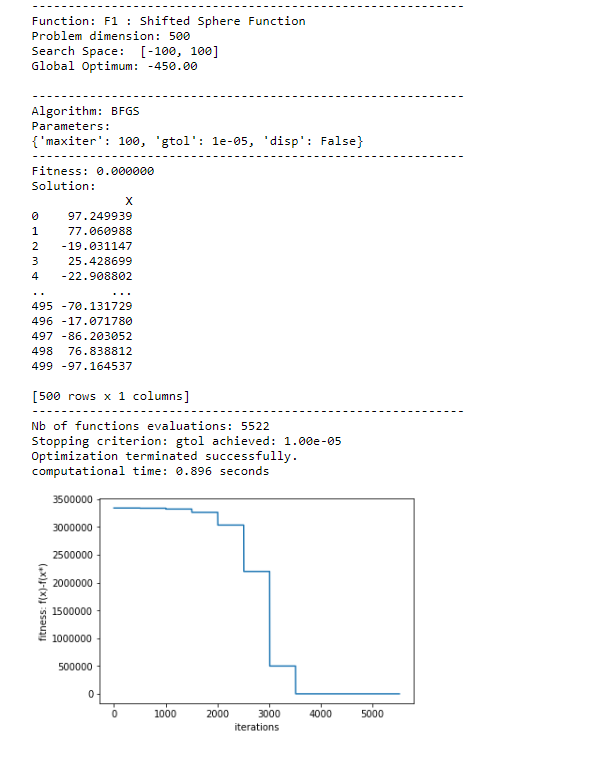 ------------------------------------------------------------
Function: F1 : Shifted Sphere Function
Problem dimension: 500
Search Space:  [-100, 100]
Global Optimum: -450.00
------------------------------------------------------------
Algorithm: BFGS
Parameters:
{'maxiter': 100, 'gtol': 1e-05, 'disp': False}
------------------------------------------------------------
Fitness: 0.000000
Solution:
X
0    97.249939
1    77.060988
2   -19.031147
3    25.428699
4   -22.908802
..         ...
495 -70.131729
496 -17.071780
497 -86.203052
498  76.838812
499 -97.164537
[500 rows x 1 columns]
------------------------------------------------------------
Nb of functions evaluations: 5522
Stopping criterion: gtol achieved: 1.00e-05
Optimization terminated successfully.
computational time: 0.896 seconds
3500000
3000000
2500000
2000000
1500000
1000000
500000
0
fitness: f(x)-f(x*)
0 1000 2000 3000 4000 5000
iterations